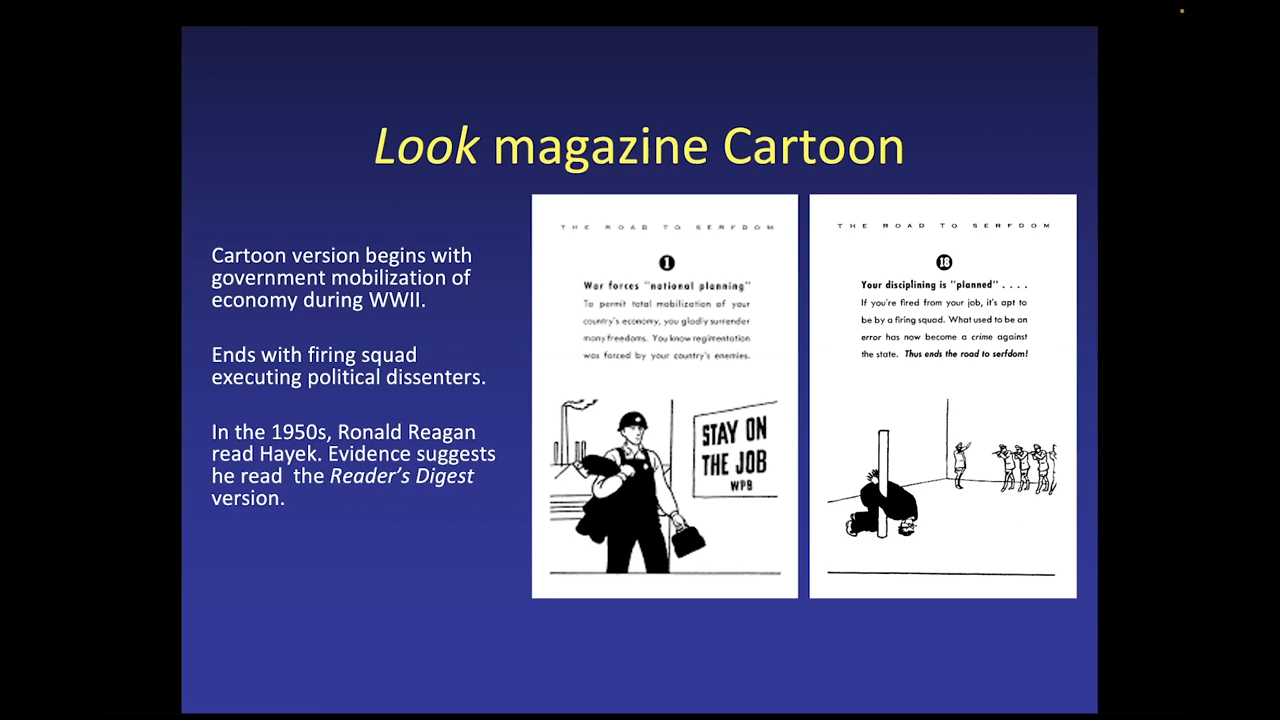 Look magazine Cartoon
Cartoon version begins with
government mobilization of
economy during WWII.
Ends with firing squad
executing political dissenters.
In the 1950s, Ronald Reagan
read Hayek. Evidence suggests
he read  the Reader's Digest
version.
THE ROAD TO SERFDOM
1
War forces "national planning"
To permit total mobilization of your
country's economy, you gladly surrender
many freedoms. You know regimentation
was forced by your country's enemies.
STAY ON
THE JOB
WPB
THE ROAD TO SERFDOM
18
Your disciplining is "planned" . . . .
If you're fired from your job, it's apt to
be by a firing squad. What used to be an
error has now become a crime against
the state. Thus ends the road to serfdom!